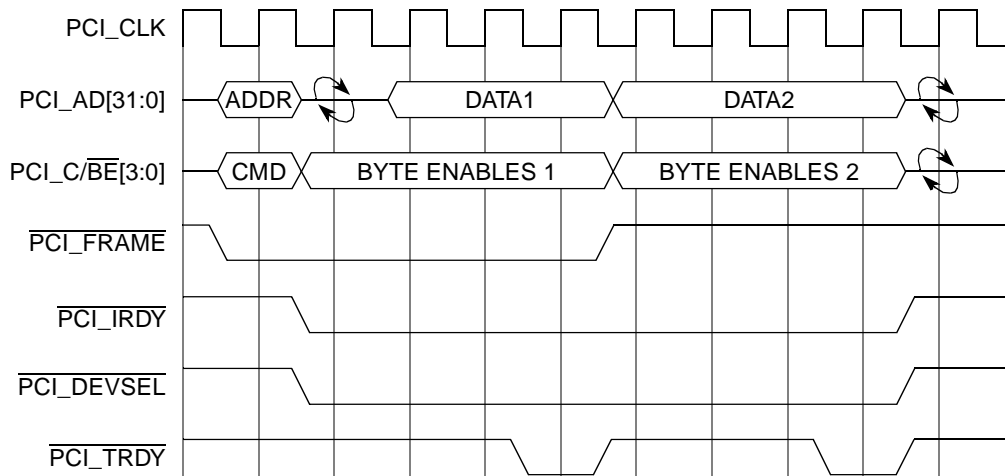 PCI_CLK
PCI_AD[31:0] ADDR DATA1 DATA2
PCI_C/BE[3:0] CMD BYTE ENABLES 1 BYTE ENABLES 2
PCI_FRAME
PCI_IRDY
PCI_DEVSEL
PCI_TRDY